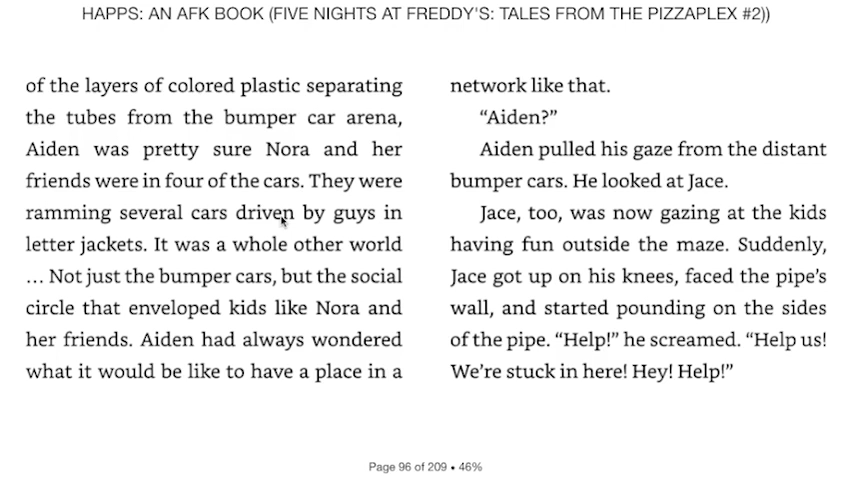 HAPPS: AN AFK BOOK (FIVE NIGHTS AT FREDDY'S: TALES FROM THE PIZZAPLEX #2))
of the layers of colored plastic separating
the tubes from the bumper car arena,
Aiden was pretty sure Nora and her
friends were in four of the cars. They were
ramming several cars driven by guys in
letter jackets. It was a whole other world
… Not just the bumper cars, but the social
circle that enveloped kids like Nora and
her friends. Aiden had always wondered
what it would be like to have a place in a
network like that.
“Aiden?”
Aiden pulled his gaze from the distant
bumper cars. He looked at Jace.
Jace, too, was now gazing at the kids
having fun outside the maze. Suddenly,
Jace got up on his knees, faced the pipe’s
wall, and started pounding on the sides
of the pipe. “Help!” he screamed. “Help us!
We’re stuck in here! Hey! Help!”
Page 96 of 209 • 46%